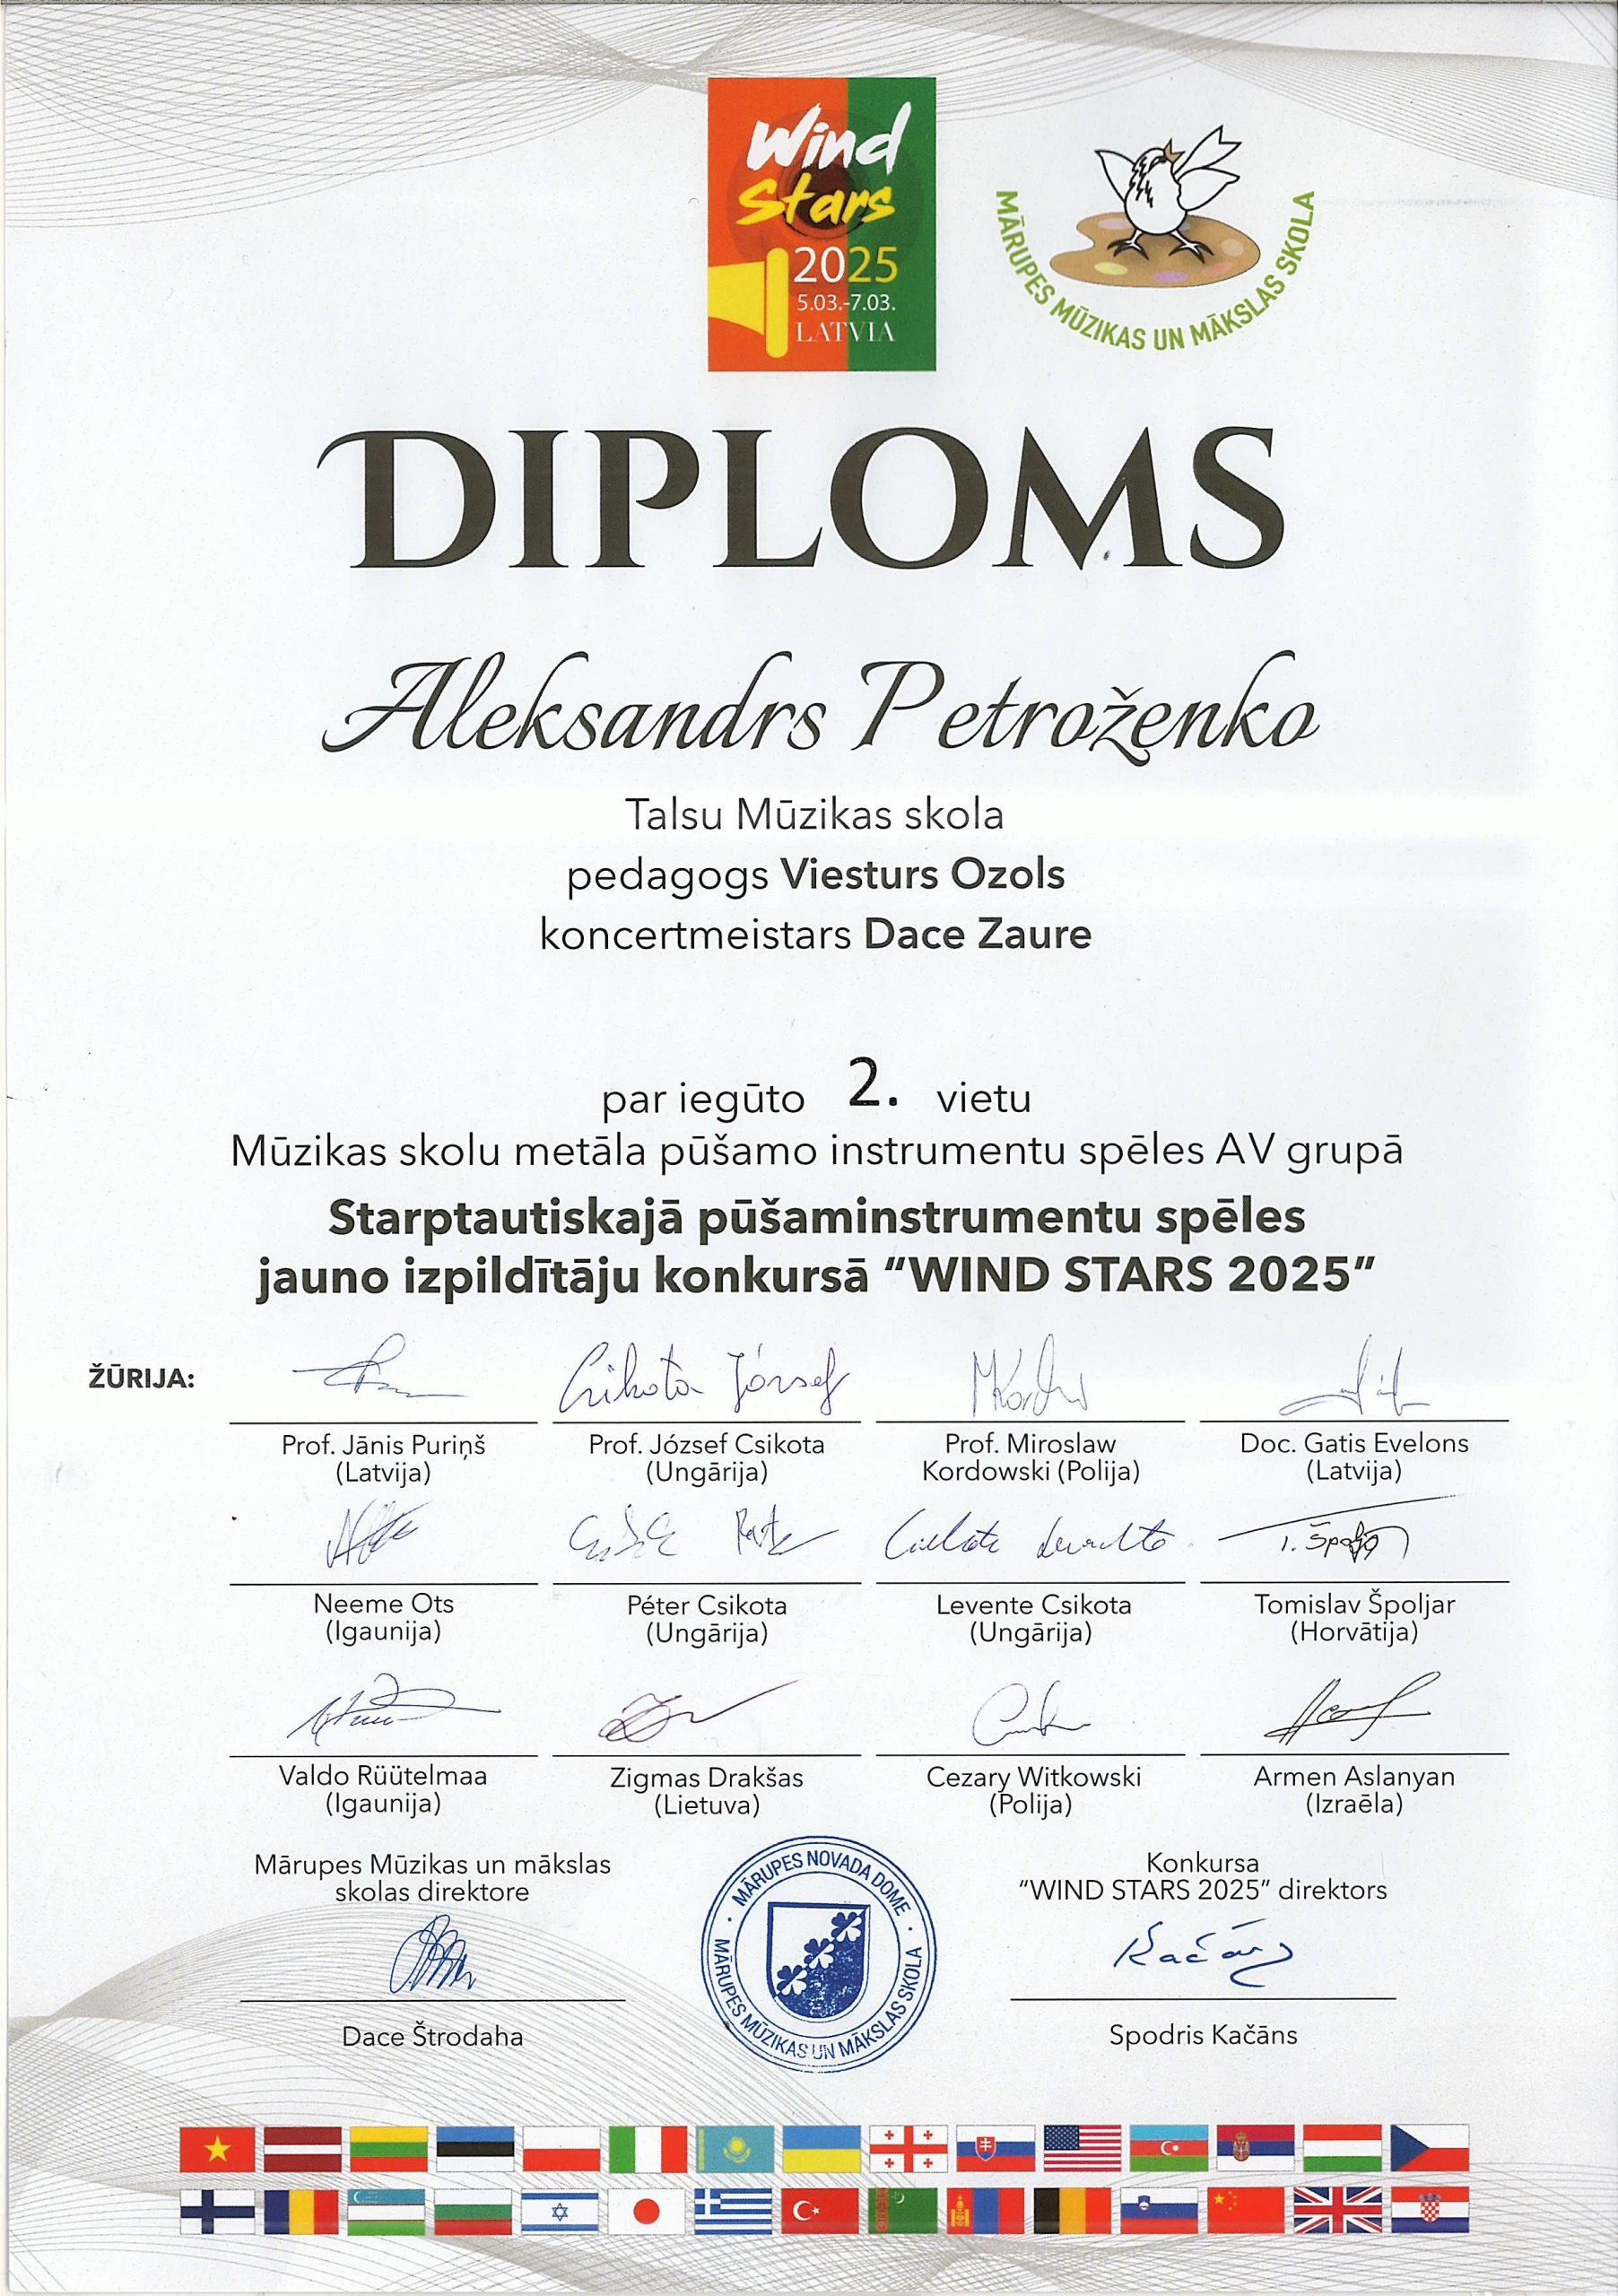 Wind
Stars
2025
5.03.-7.03.
LATVIA
MĀRUPES MŪZIKAS UN MĀKSLAS SKOLA
DIPLOMS
Aleksandrs Petroženko
Talsu Mūzikas skola
pedagogs Viesturs Ozols
koncertmeistars Dace Zaure
par iegūto 2. vietu
Mūzikas skolu metāla pūšamo instrumentu spēles AV grupā
Starptautiskajā pūšaminstrumentu spēles
jauno izpildītāju konkursā “WIND STARS 2025”
ŽŪRIJA:
Csikota József
Prof. Jānis Puriņš
(Latvija)
Prof. József Csikota
(Ungārija)
Prof. Miroslaw
Kordowski (Polija)
Doc. Gatis Evelons
(Latvija)
T. Špoljar
Neeme Ots
(Igaunija)
Péter Csikota
(Ungārija)
Levente Csikota
(Ungārija)
Tomislav Špoljar
(Horvātija)
Valdo Rüütelmaa
(Igaunija)
Zigmas Drakšas
(Lietuva)
Cezary Witkowski
(Polija)
Armen Aslanyan
(Izraēla)
Mārupes Mūzikas un mākslas
skolas direktore
Dace Štrodaha
MĀRUPES NOVADA DOME
MĀRUPES MŪZIKAS UN MĀKSLAS SKOLA
Konkursa
“WIND STARS 2025” direktors
Kačāns
Spodris Kačāns